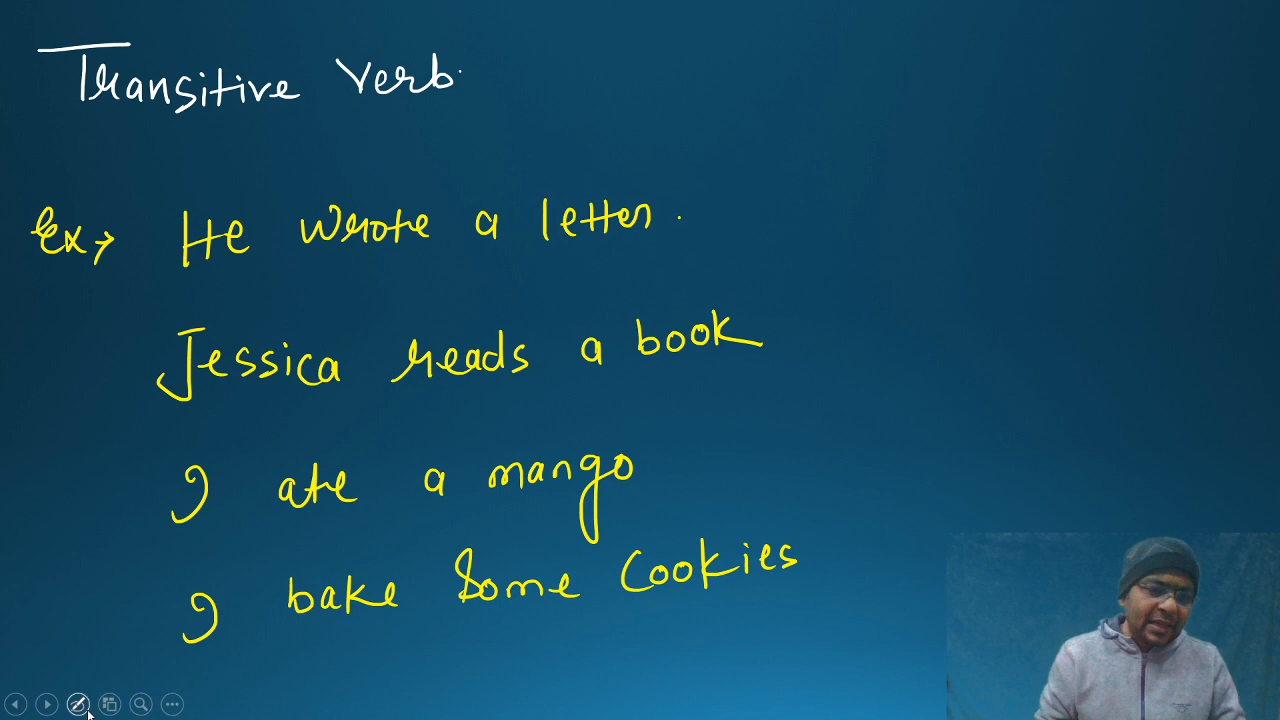 Transitive Verb.
Ex→ He wrote a letter.
Jessica reads a book
I ate a mango
I bake Some Cookies